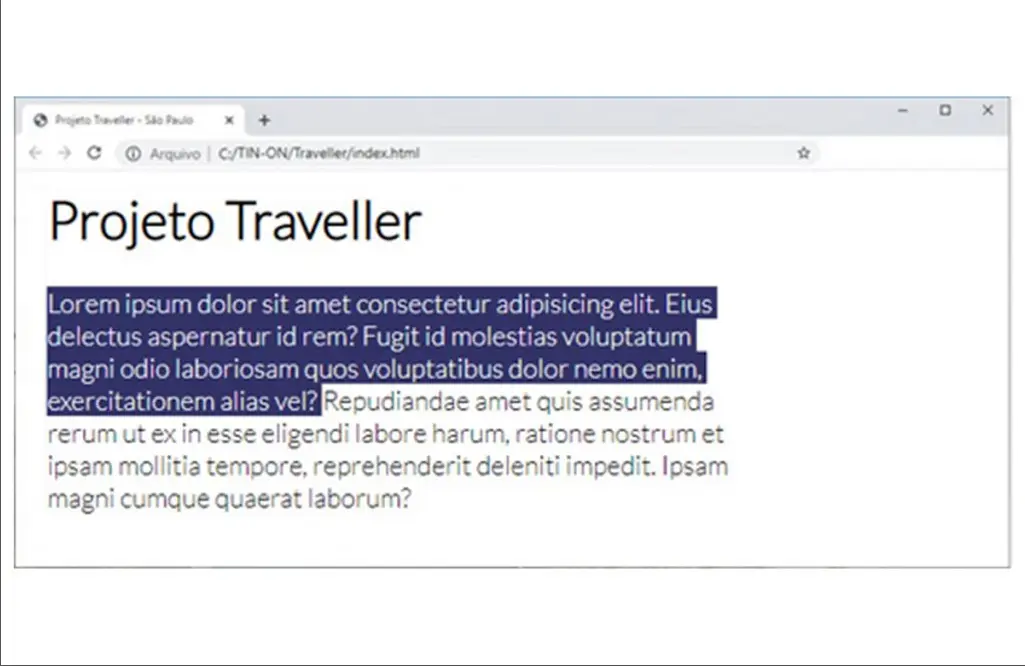 Projeto Traveller - São Paulo
Arquivo | C:/TIN-ON/Traveller/index.html
Projeto Traveller
Lorem ipsum dolor sit amet consectetur adipisicing elit. Eius
delectus aspernatur id rem? Fugit id molestias voluptatum
magni odio laboriosam quos voluptatibus dolor nemo enim,
exercitationem alias vel? Repudiandae amet quis assumenda
rerum ut ex in esse eligendi labore harum, ratione nostrum et
ipsam mollitia tempore, reprehenderit deleniti impedit. Ipsam
magni cumque quaerat laborum?